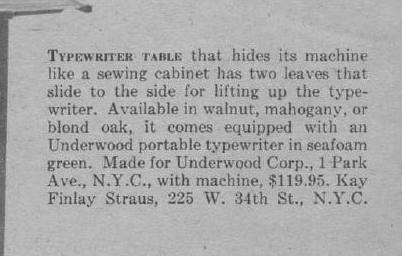 TYPEWRITER TABLE that hides its machine
like a sewing cabinet has two leaves that
slide to the side for lifting up the type-
writer. Available in walnut, mahogany, or
blond oak, it comes equipped with an
Underwood portable typewriter in seafoam
green. Made for Underwood Corp., 1 Park
Ave., N.Y.C., with machine, $119.95. Kay
Finlay Straus, 225 W. 34th St., N.Y.C.